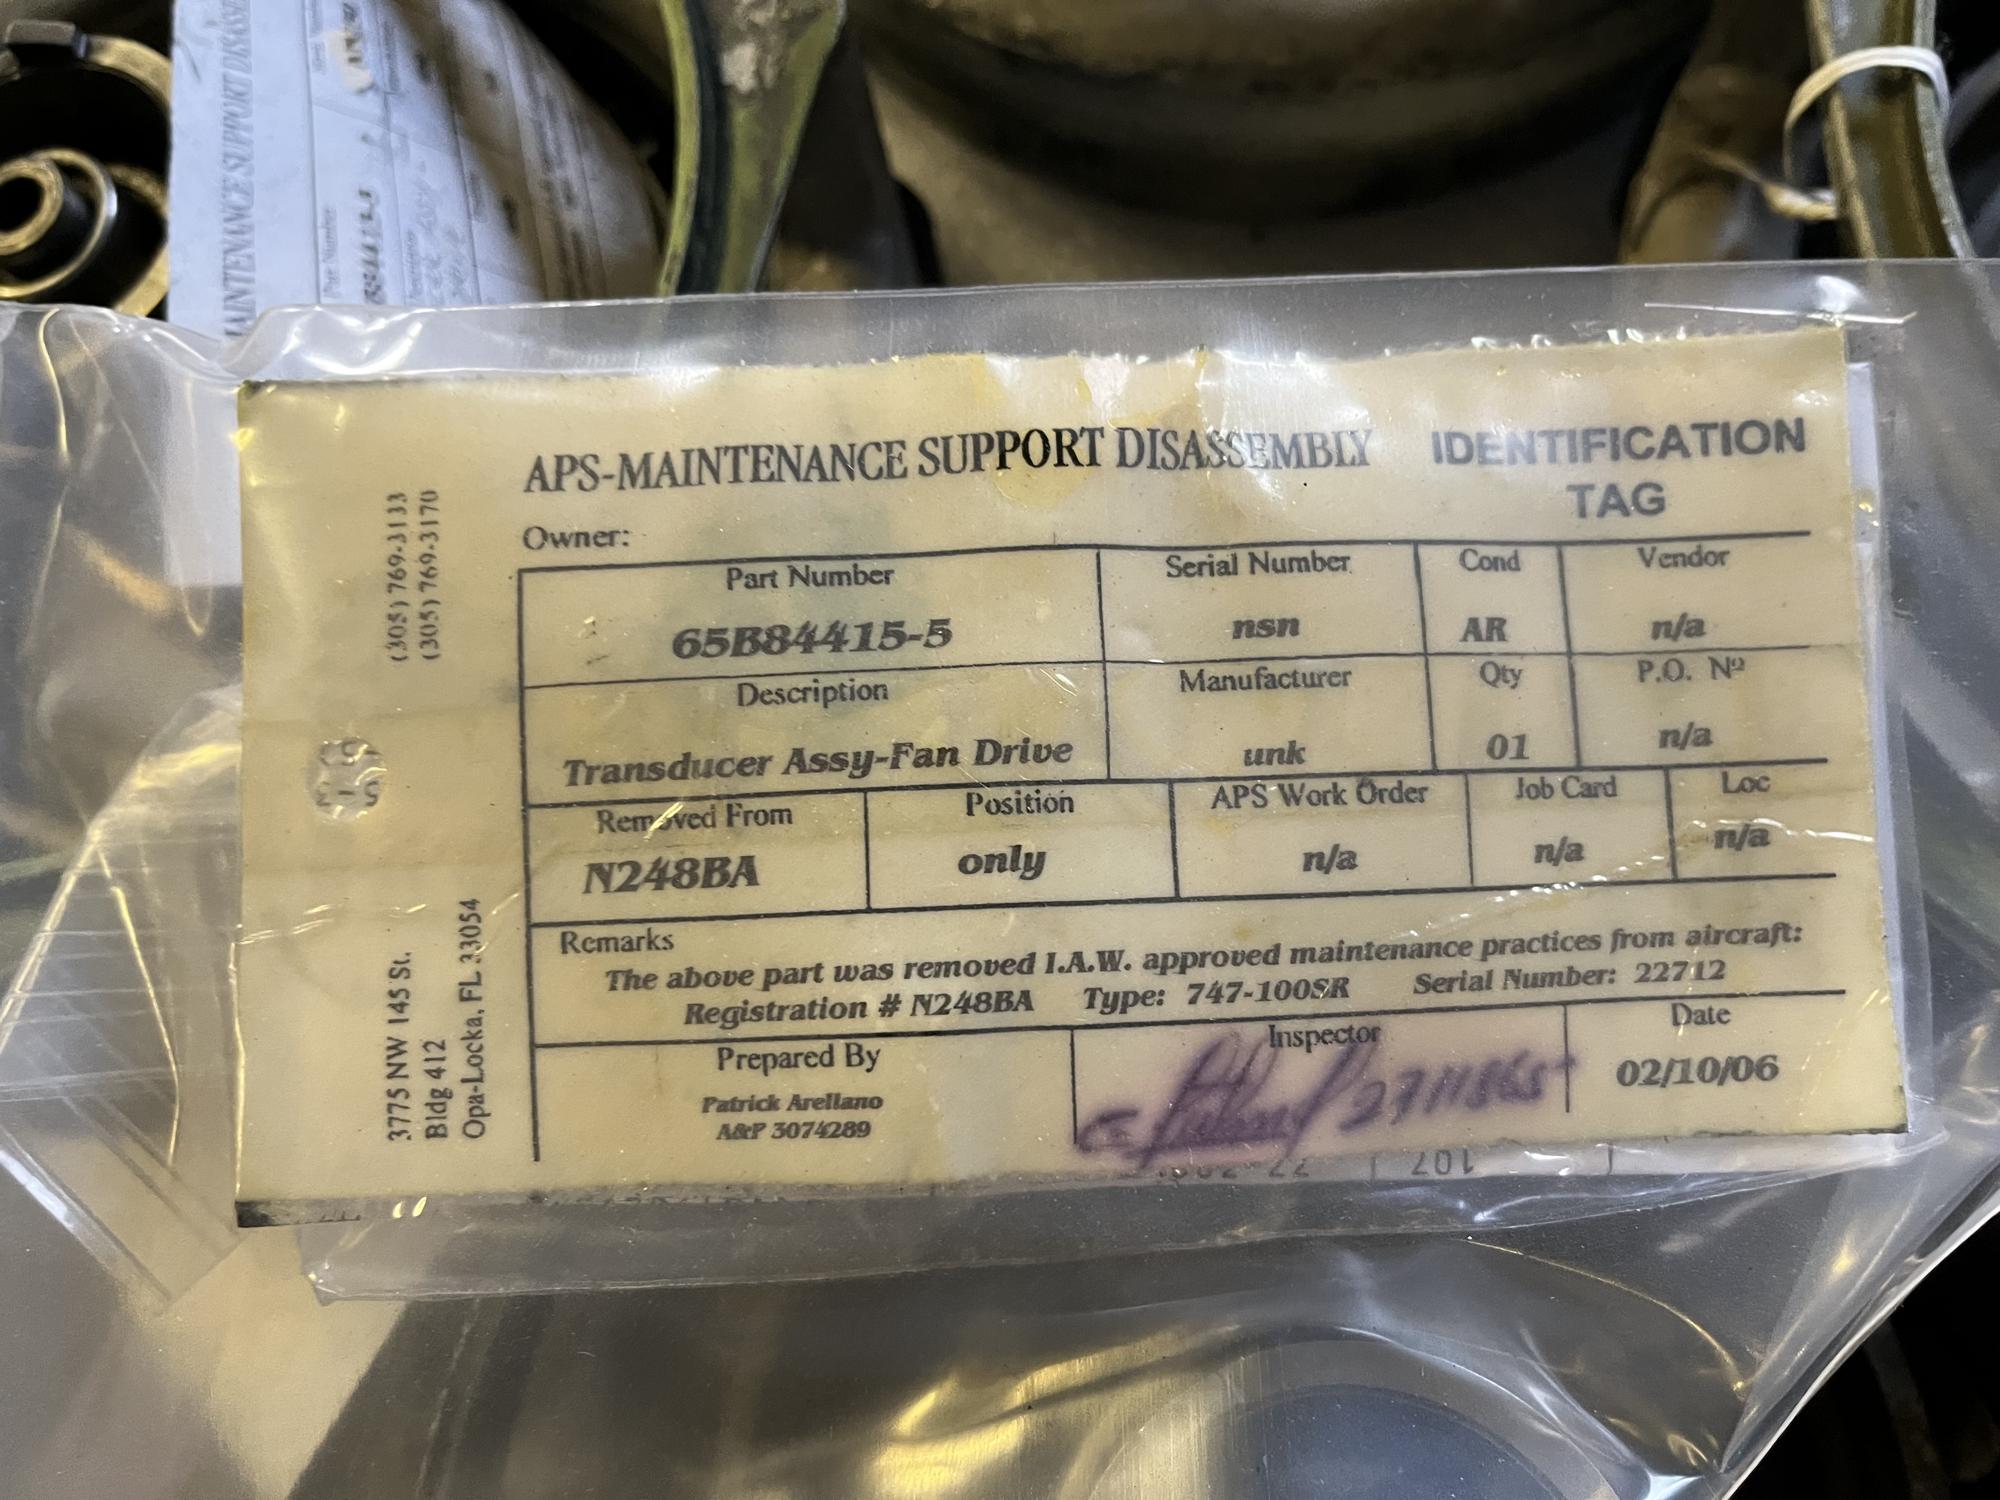 APS-MAINTENANCE SUPPORT DISASSEMBLY IDENTIFICATION
TAG
(305) 769-3133
(305) 769-3170
3775 NW 145 St.
Bldg 412
Opa-Locka, FL 33054
Owner:
Part Number Serial Number Cond Vendor
65B84415-5 nsn AR n/a
Description Manufacturer Qty P.O. Nº
Transducer Assy-Fan Drive unk 01 n/a
Removed From Position APS Work Order Job Card Loc
N248BA only n/a n/a n/a
Remarks
The above part was removed I.A.W. approved maintenance practices from aircraft:
Registration # N248BA Type: 747-100SR Serial Number: 22712
Prepared By Inspector Date
Patrick Arellano 02/10/06
A&P 3074289
107
MAINTENANCE SUPPORT
Part Number